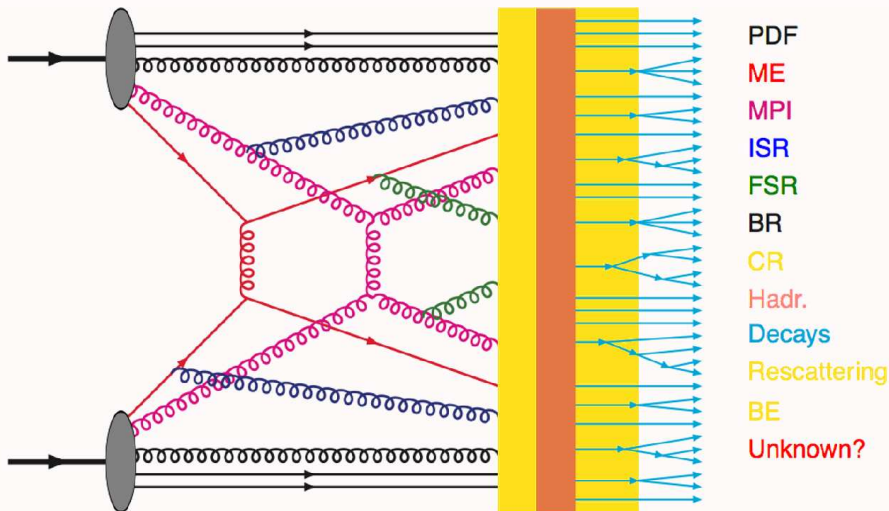 PDF
ME
MPI
ISR
FSR
BR
CR
Hadr.
Decays
Rescattering
BE
Unknown?